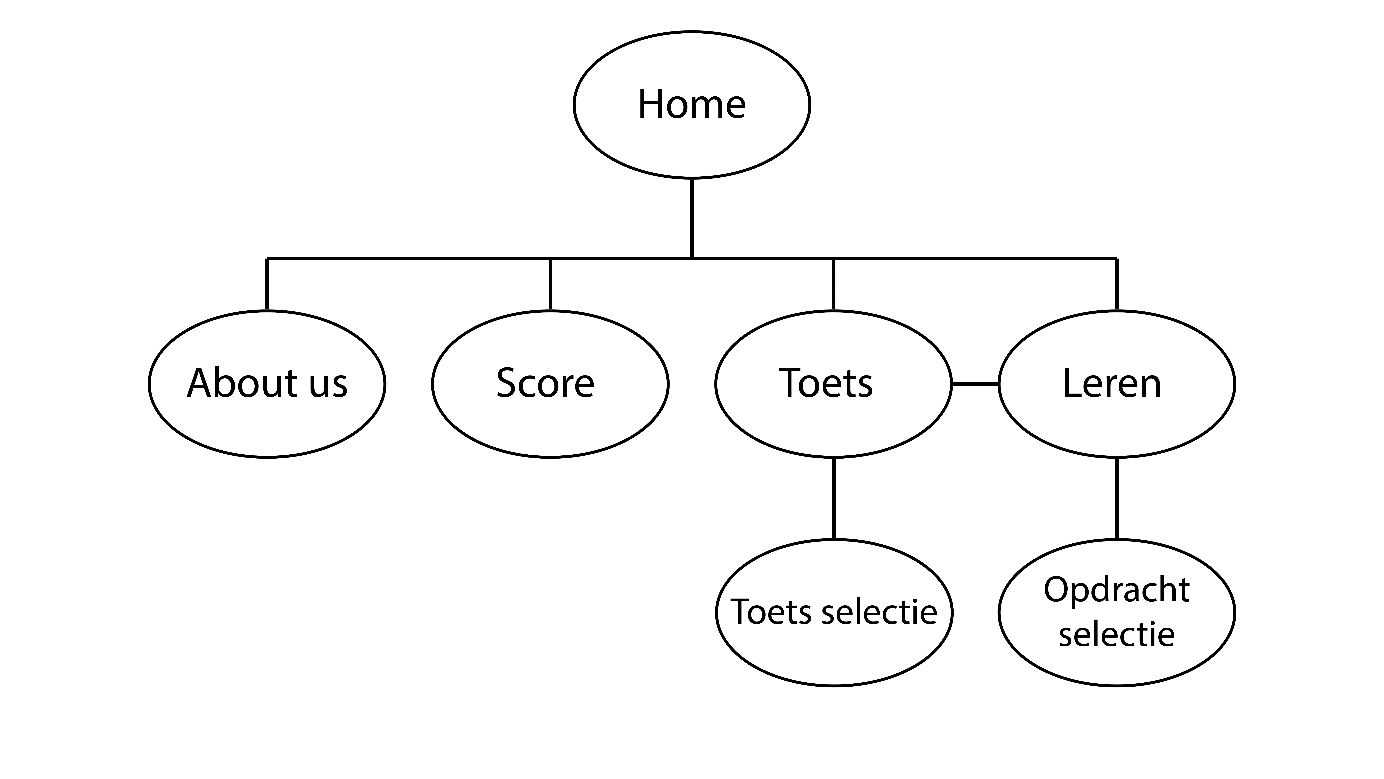 Home
About us
Score
Toets
Leren
Toets selectie
Opdracht
selectie